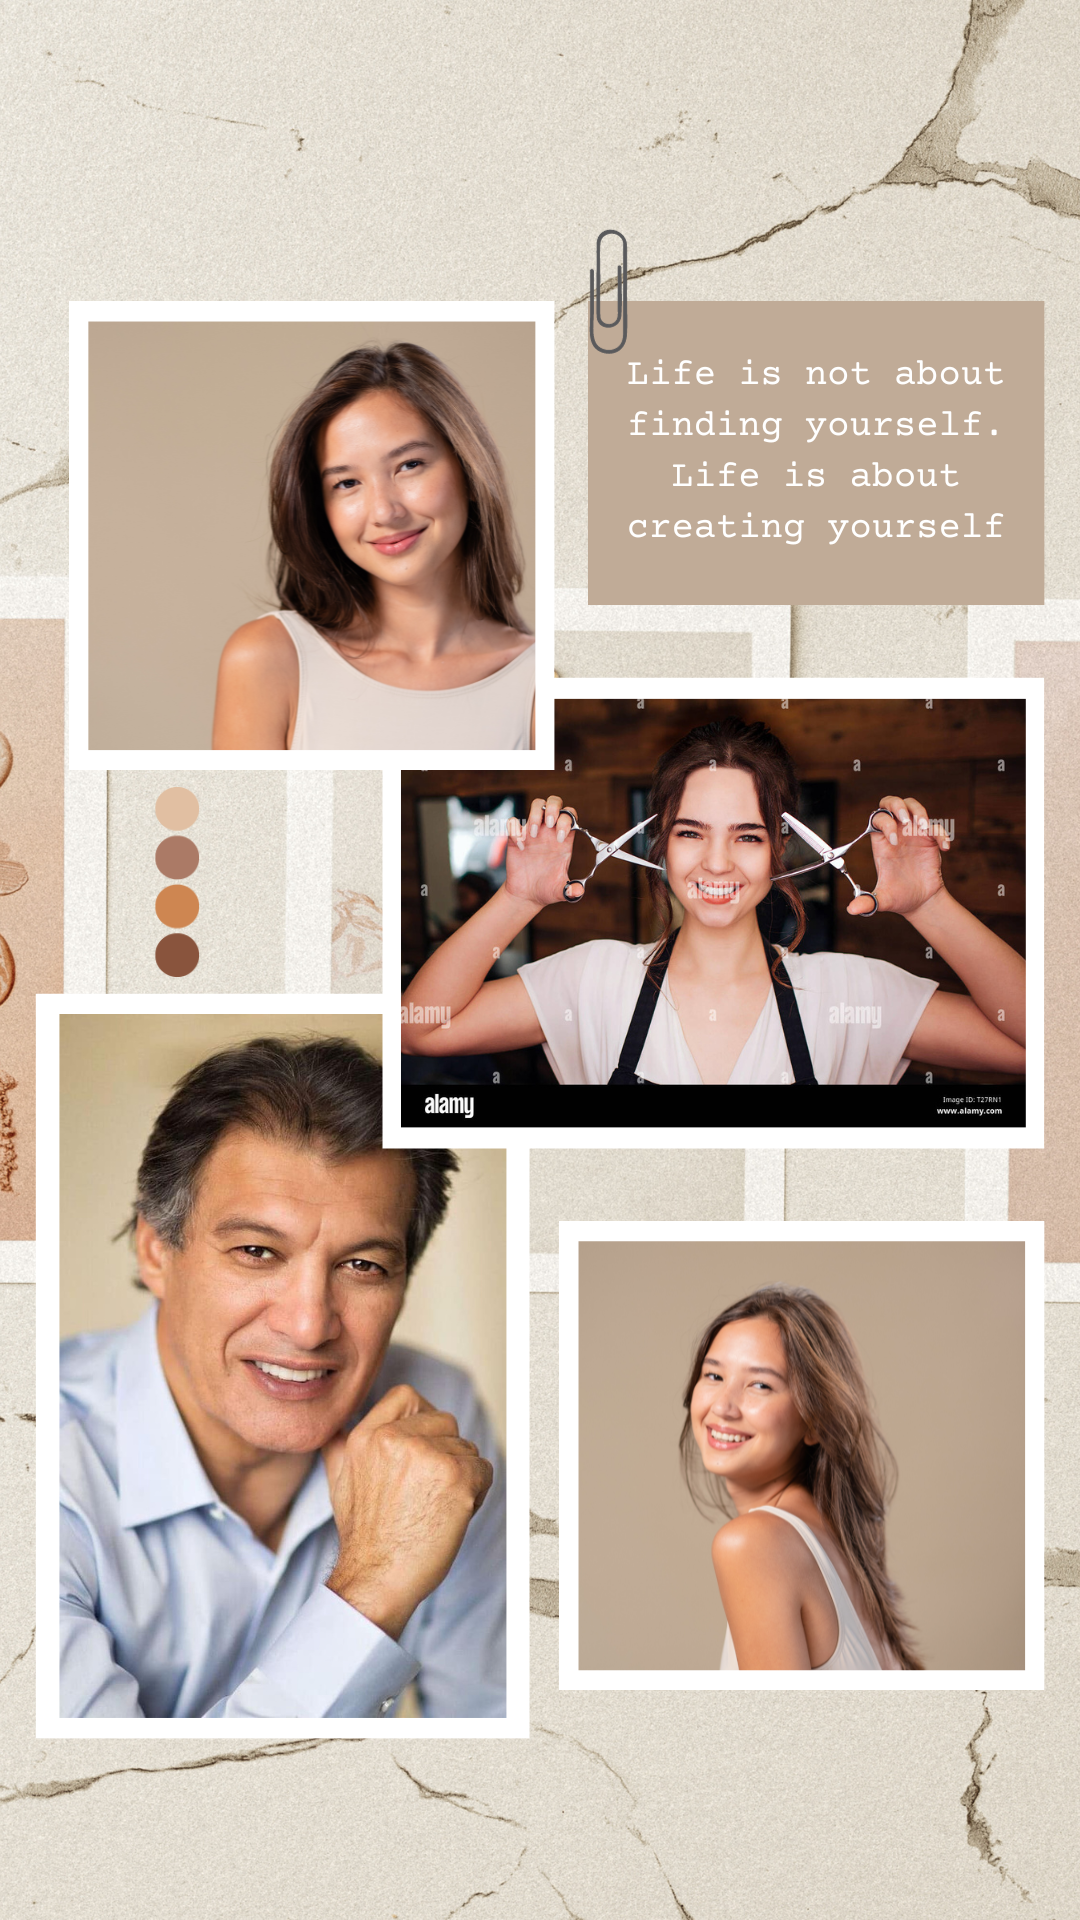 Life is not about
finding yourself.
Life is about
creating yourself
a a a
a a a a
alamy a a alamy
a alamy a
a a a
alamy a a alamy a
a a a
alamy
Image ID: T27RN1
www.alamy.com